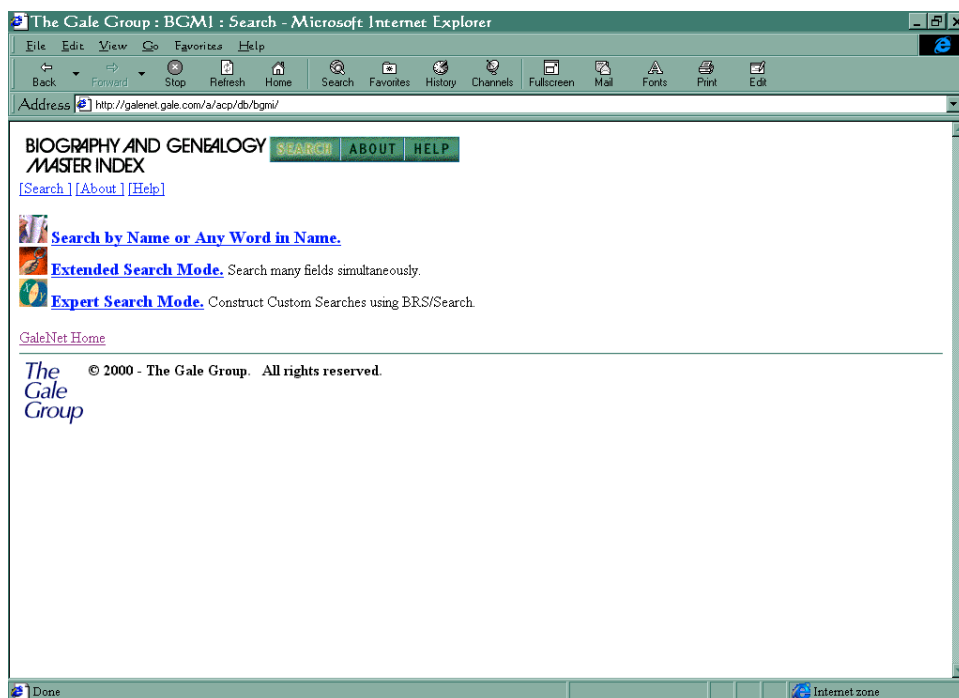 The Gale Group : BGMI : Search - Microsoft Internet Explorer
File Edit View Go Favorites Help
Back Forward Stop Refresh Home Search Favorites History Channels Fullscreen Mail Fonts Print Edit
Address http://galenet.gale.com/a/acp/db/bgmi/
BIOGRAPHY AND GENEALOGY SEARCH ABOUT HELP
MASTER INDEX
[Search ] [About ] [Help]
Search by Name or Any Word in Name.
Extended Search Mode. Search many fields simultaneously.
Expert Search Mode. Construct Custom Searches using BRS/Search.
GaleNet Home
The © 2000 - The Gale Group. All rights reserved.
Gale
Group
Done Internet zone